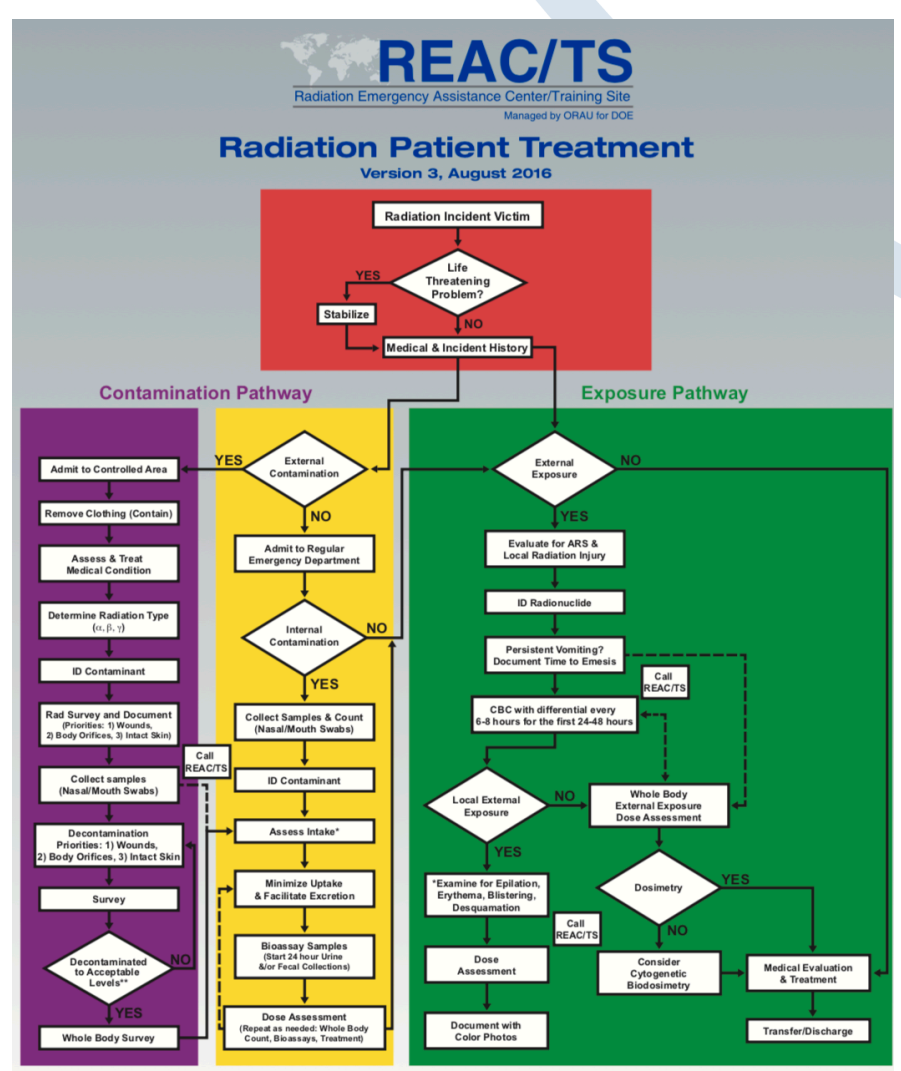 REAC/TS
Radiation Emergency Assistance Center/Training Site
Managed by ORAU for DOE
Radiation Patient Treatment
Version 3, August 2016
Radiation Incident Victim
Life
Threatening
Problem?
YES
Stabilize
NO
Medical & Incident History
Contamination Pathway
Exposure Pathway
Admit to Controlled Area
Remove Clothing (Contain)
Assess & Treat
Medical Condition
Determine Radiation Type
(α, β, γ)
ID Contaminant
Rad Survey and Document
(Priorities: 1) Wounds,
2) Body Orifices, 3) Intact Skin)
Call
REAC/TS
Collect samples
(Nasal/Mouth Swabs)
Decontamination
Priorities: 1) Wounds,
2) Body Orifices, 3) Intact Skin
Survey
Decontaminated
to Acceptable
Levels**
NO
YES
Whole Body Survey
YES
External
Contamination
NO
Admit to Regular
Emergency Department
Internal
Contamination
NO
YES
Collect Samples & Count
(Nasal/Mouth Swabs)
ID Contaminant
Assess Intake*
Minimize Uptake
& Facilitate Excretion
Bioassay Samples
(Start 24 hour Urine
&/or Fecal Collections)
Dose Assessment
(Repeat as needed: Whole Body
Count, Bioassays, Treatment)
External
Exposure
NO
YES
Evaluate for ARS &
Local Radiation Injury
ID Radionuclide
Persistent Vomiting?
Document Time to Emesis
Call
REAC/TS
CBC with differential every
6-8 hours for the first 24-48 hours
Local External
Exposure
NO
YES
Whole Body
External Exposure
Dose Assessment
*Examine for Epilation,
Erythema, Blistering,
Desquamation
Dosimetry
YES
NO
Call
REAC/TS
Dose
Assessment
Consider
Cytogenetic
Biodosimetry
Medical Evaluation
& Treatment
Document with
Color Photos
Transfer/Discharge